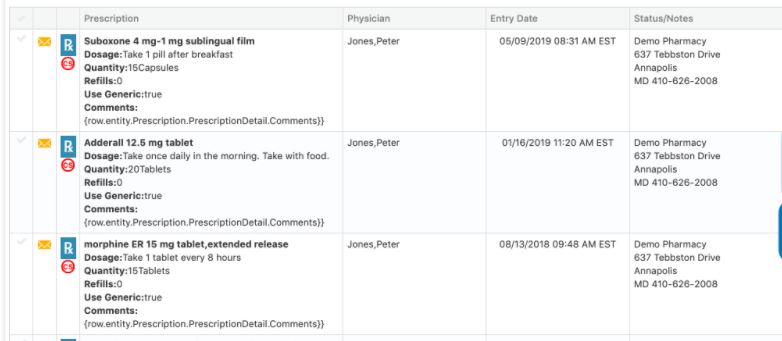 Prescription Physician Entry Date Status/Notes
Rx Suboxone 4 mg-1 mg sublingual film Jones,Peter 05/09/2019 08:31 AM EST Demo Pharmacy
CS Dosage:Take 1 pill after breakfast 637 Tebbston Drive
Quantity:15Capsules Annapolis
Refills:0 MD 410-626-2008
Use Generic:true
Comments:
{row.entity.Prescription.PrescriptionDetail.Comments}}
Rx Adderall 12.5 mg tablet Jones,Peter 01/16/2019 11:20 AM EST Demo Pharmacy
CS Dosage:Take once daily in the morning. Take with food. 637 Tebbston Drive
Quantity:20Tablets Annapolis
Refills:0 MD 410-626-2008
Use Generic:true
Comments:
{row.entity.Prescription.PrescriptionDetail.Comments}}
Rx morphine ER 15 mg tablet,extended release Jones,Peter 08/13/2018 09:48 AM EST Demo Pharmacy
CS Dosage:Take 1 tablet every 8 hours 637 Tebbston Drive
Quantity:15Tablets Annapolis
Refills:0 MD 410-626-2008
Use Generic:true
Comments:
{row.entity.Prescription.PrescriptionDetail.Comments}}